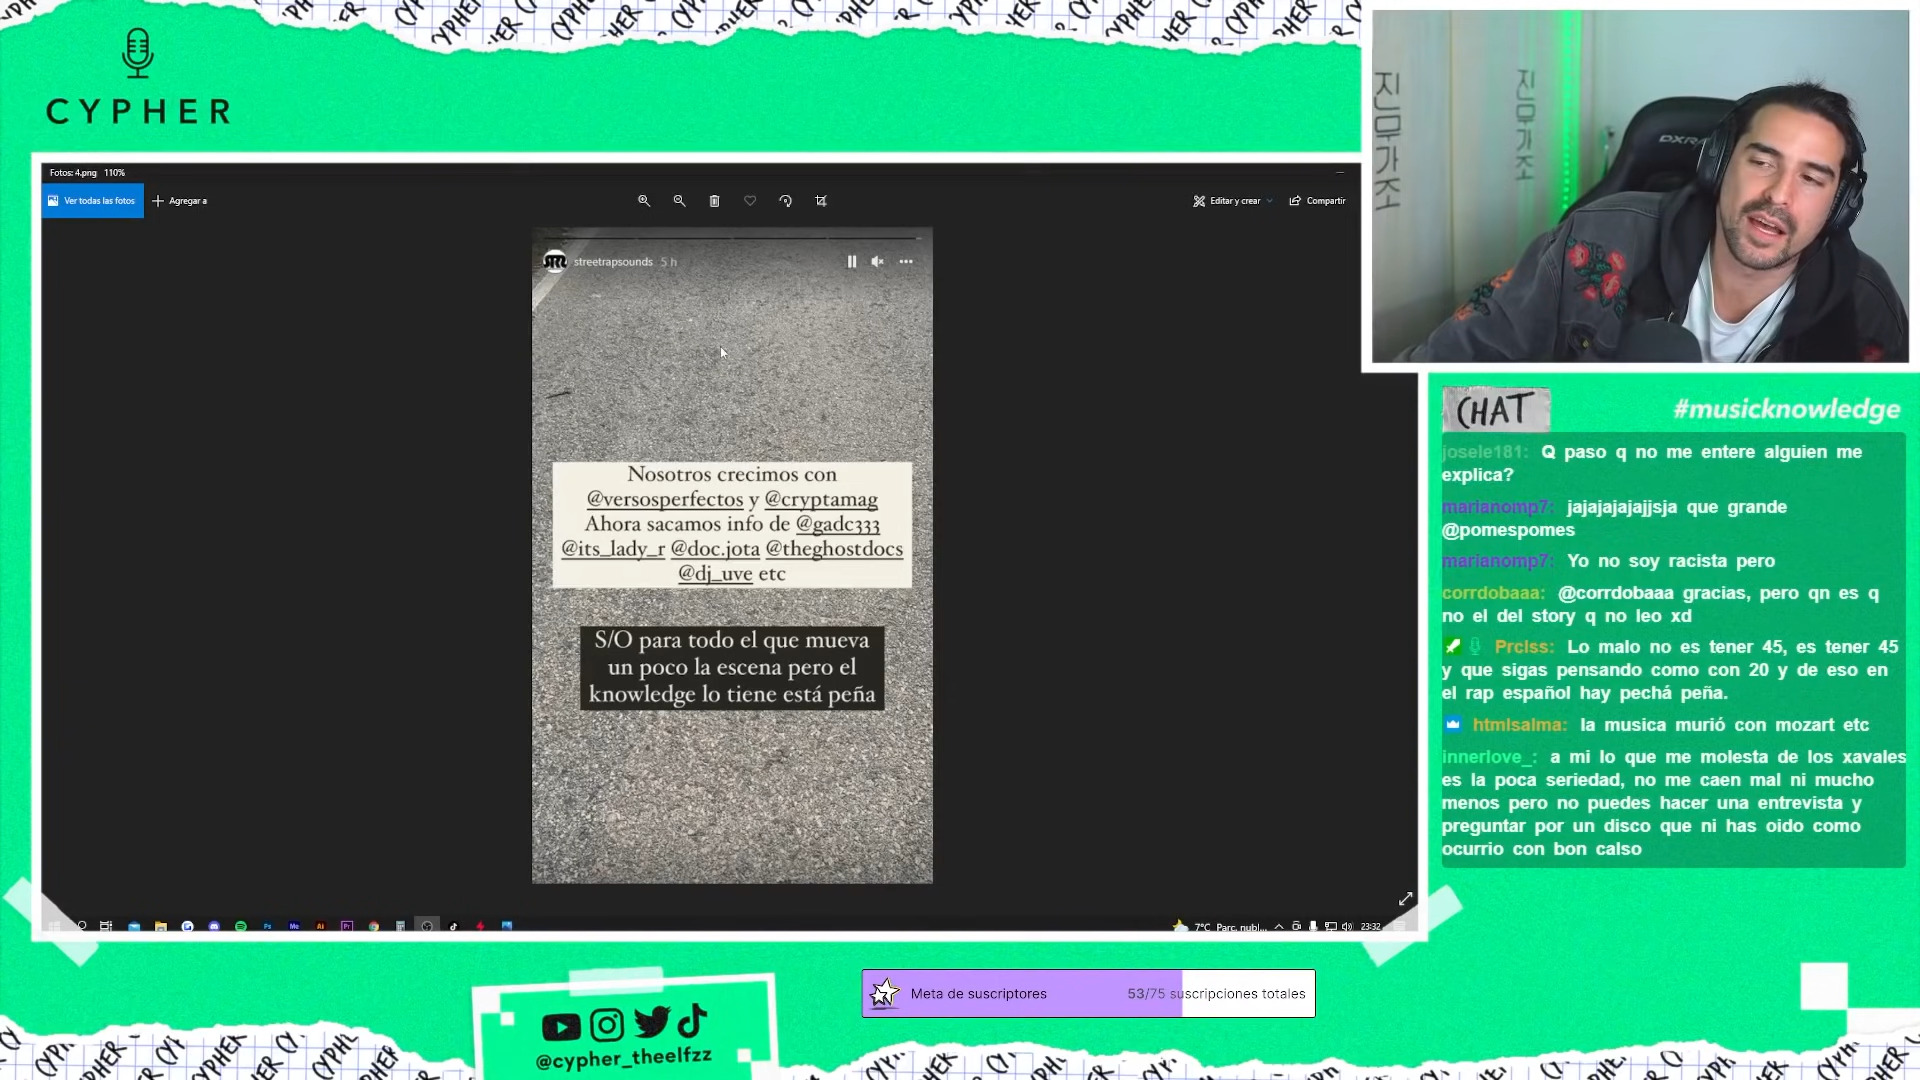 CYPHER
Fotos: 4.png 110%
Ver todas las fotos
Agregar a
Editar y crear
Compartir
streetrapsounds 5 h
Nosotros crecimos con
@versosperfectos y @cryptamag
Ahora sacamos info de @gadc333
@its_lady_r @doc.jota @theghostdocs
@dj_uve etc
S/O para todo el que mueva
un poco la escena pero el
knowledge lo tiene está peña
7°C Parc. nubl...
23:32
CHAT
#musicknowledge
josele181: Q paso q no me entere alguien me
explica?
marianomp7: jajajajajajjsja que grande
@pomespomes
marianomp7: Yo no soy racista pero
corrdobaaa: @corrdobaaa gracias, pero qn es q
no el del story q no leo xd
Prclss: Lo malo no es tener 45, es tener 45
y que sigas pensando como con 20 y de eso en
el rap español hay pechá peña.
htmlsalma: la musica murió con mozart etc
innerlove_: a mi lo que me molesta de los xavales
es la poca seriedad, no me caen mal ni mucho
menos pero no puedes hacer una entrevista y
preguntar por un disco que ni has oido como
ocurrio con bon calso
Meta de suscriptores
53/75 suscripciones totales
@cypher_theelfzz